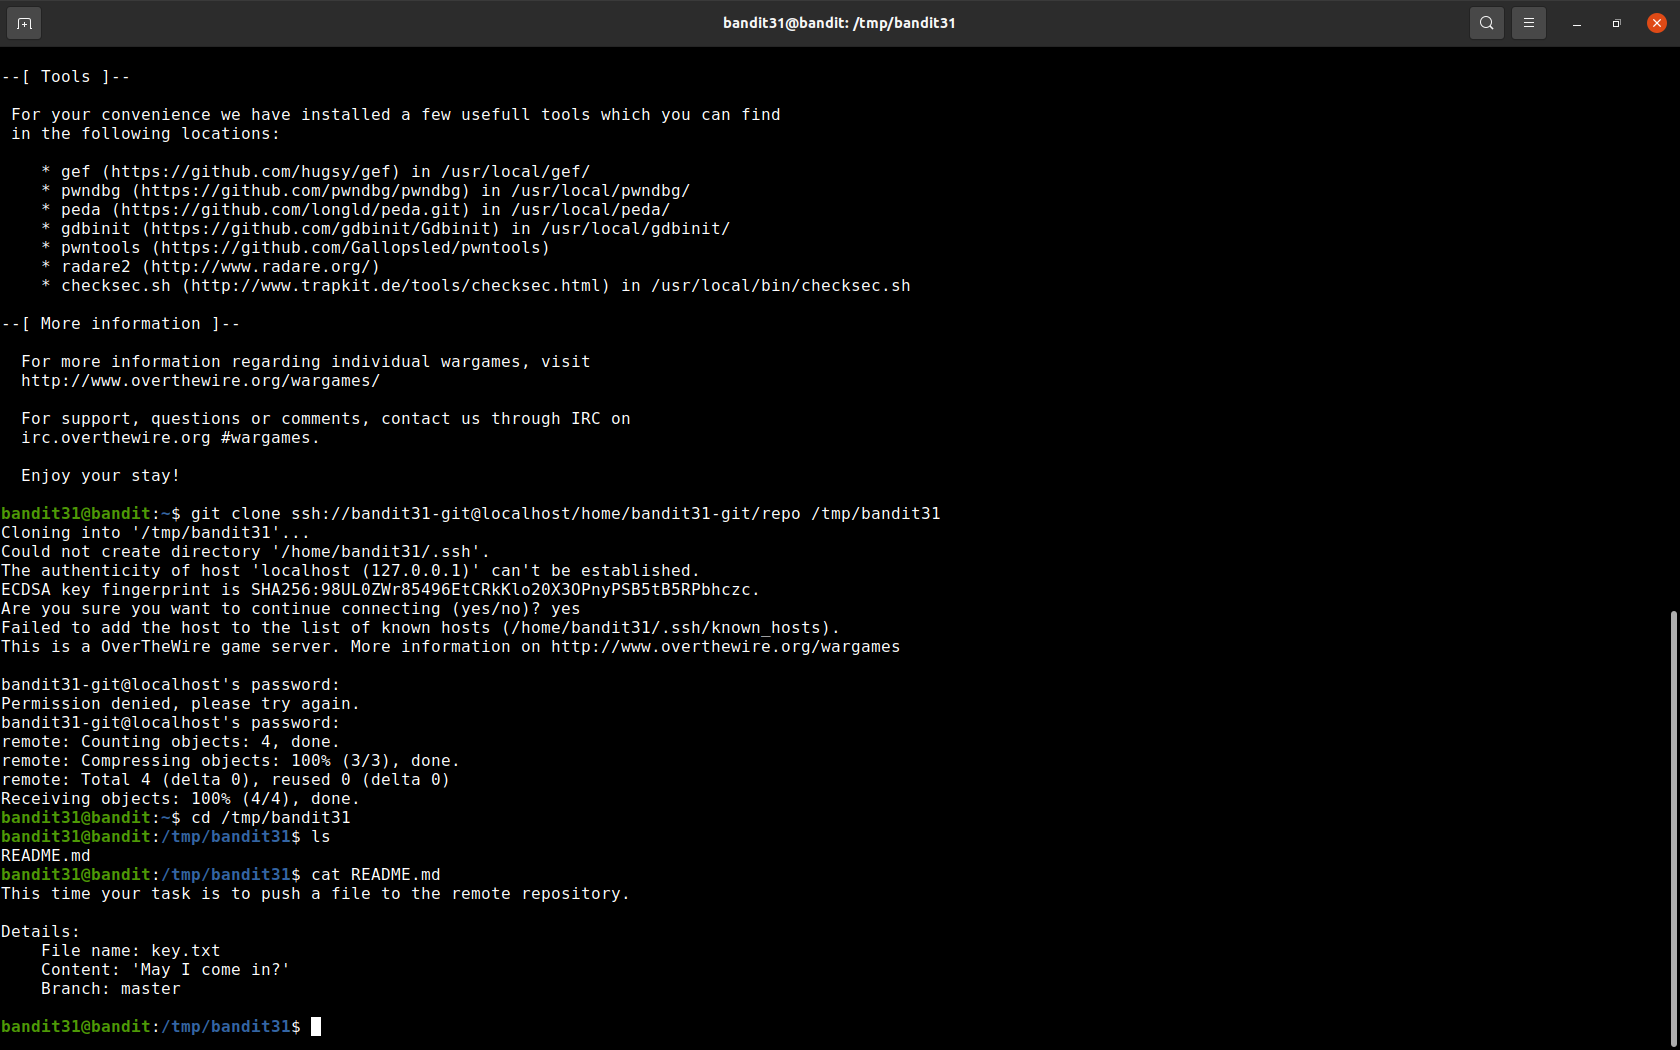 bandit31@bandit: /tmp/bandit31
--[ Tools ]--
For your convenience we have installed a few usefull tools which you can find
in the following locations:
* gef (https://github.com/hugsy/gef) in /usr/local/gef/
* pwndbg (https://github.com/pwndbg/pwndbg) in /usr/local/pwndbg/
* peda (https://github.com/longld/peda.git) in /usr/local/peda/
* gdbinit (https://github.com/gdbinit/Gdbinit) in /usr/local/gdbinit/
* pwntools (https://github.com/Gallopsled/pwntools)
* radare2 (http://www.radare.org/)
* checksec.sh (http://www.trapkit.de/tools/checksec.html) in /usr/local/bin/checksec.sh
--[ More information ]--
For more information regarding individual wargames, visit
http://www.overthewire.org/wargames/
For support, questions or comments, contact us through IRC on
irc.overthewire.org #wargames.
Enjoy your stay!
bandit31@bandit:~$ git clone ssh://bandit31-git@localhost/home/bandit31-git/repo /tmp/bandit31
Cloning into '/tmp/bandit31'...
Could not create directory '/home/bandit31/.ssh'.
The authenticity of host 'localhost (127.0.0.1)' can't be established.
ECDSA key fingerprint is SHA256:98UL0ZWr85496EtCRkKlo20X3OPnyPSB5tB5RPbhczc.
Are you sure you want to continue connecting (yes/no)? yes
Failed to add the host to the list of known hosts (/home/bandit31/.ssh/known_hosts).
This is a OverTheWire game server. More information on http://www.overthewire.org/wargames
bandit31-git@localhost's password:
Permission denied, please try again.
bandit31-git@localhost's password:
remote: Counting objects: 4, done.
remote: Compressing objects: 100% (3/3), done.
remote: Total 4 (delta 0), reused 0 (delta 0)
Receiving objects: 100% (4/4), done.
bandit31@bandit:~$ cd /tmp/bandit31
bandit31@bandit:/tmp/bandit31$ ls
README.md
bandit31@bandit:/tmp/bandit31$ cat README.md
This time your task is to push a file to the remote repository.
Details:
File name: key.txt
Content: 'May I come in?'
Branch: master
bandit31@bandit:/tmp/bandit31$